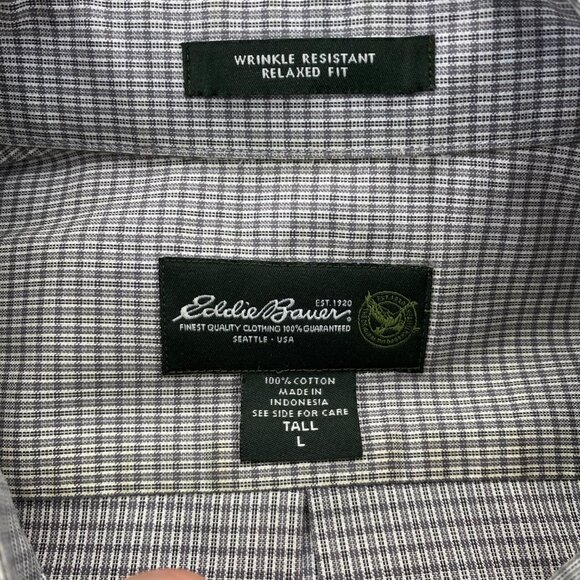 WRINKLE RESISTANT
RELAXED FIT
EST. 1920
Eddie Bauer®
FINEST QUALITY CLOTHING 100% GUARANTEED
SEATTLE · USA
100% COTTON
MADE IN
INDONESIA
SEE SIDE FOR CARE
TALL
L